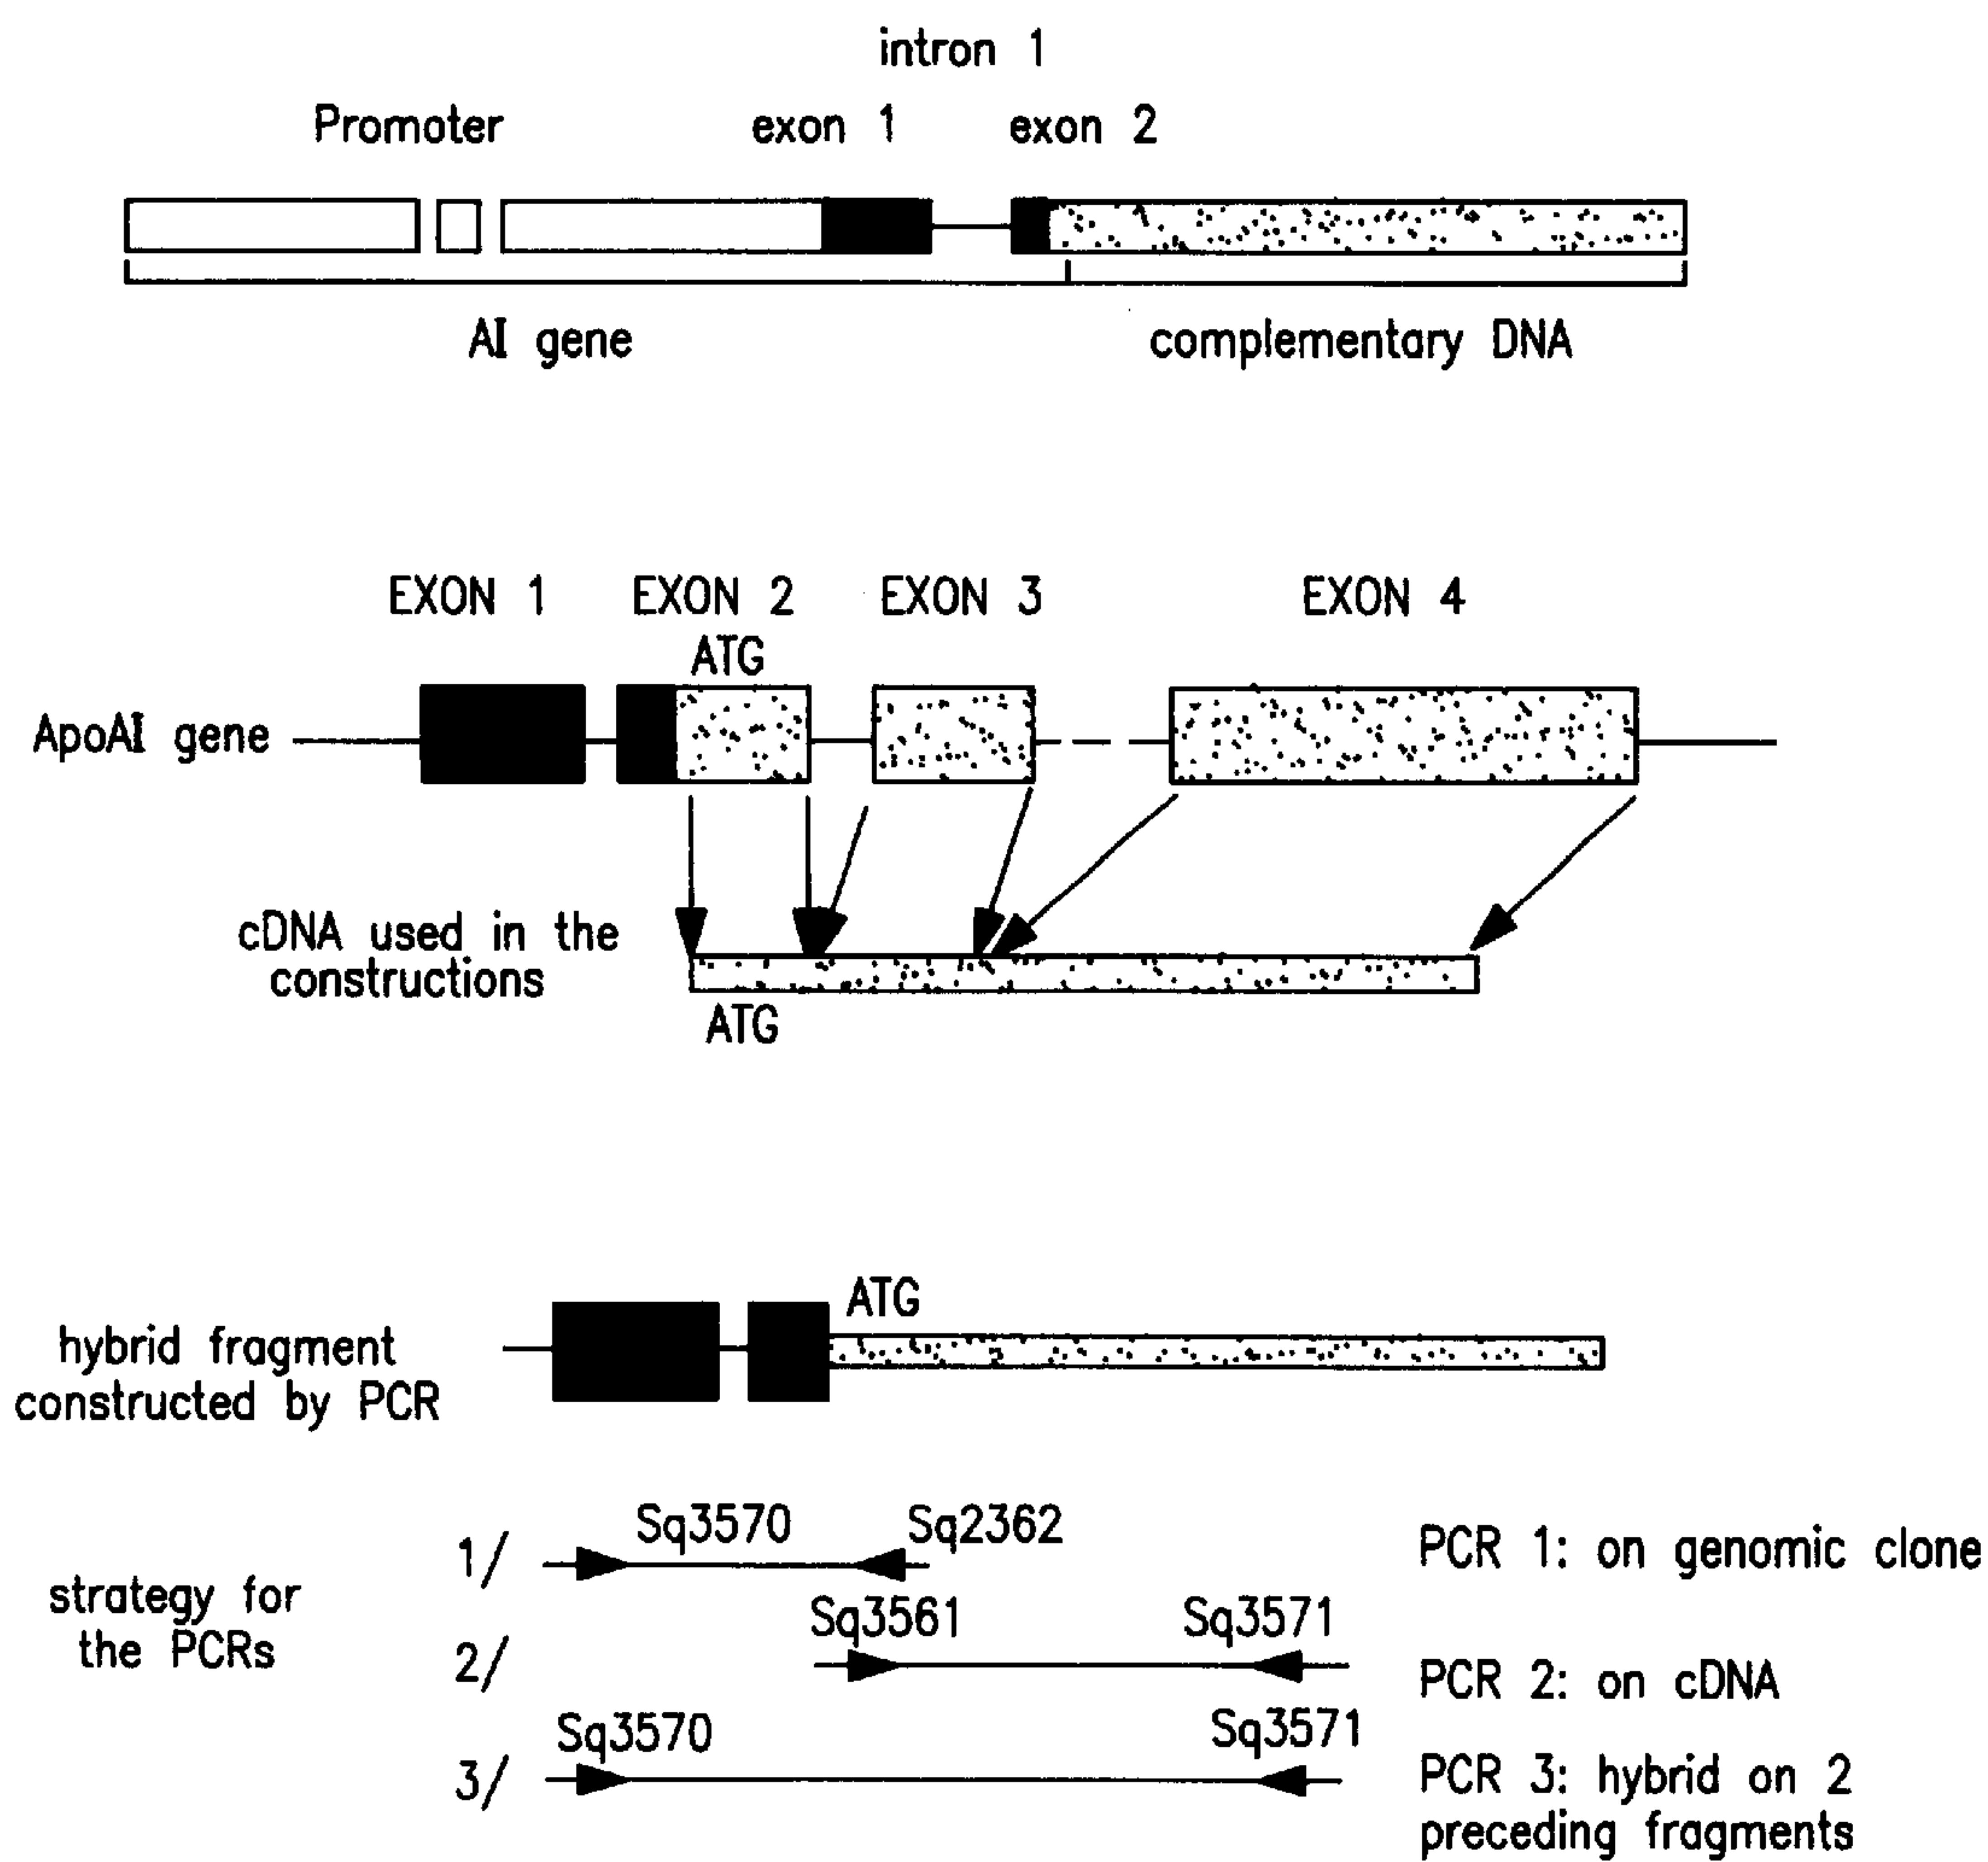 intron 1
Promoter exon 1 exon 2
AI gene complementary DNA
EXON 1 EXON 2 EXON 3 EXON 4
ATG
ApoAI gene
cDNA used in the
constructions
ATG
ATG
hybrid fragment
constructed by PCR
strategy for
the PCRs
1/ Sq3570 Sq2362 PCR 1: on genomic clone
2/ Sq3561 Sq3571 PCR 2: on cDNA
3/ Sq3570 Sq3571 PCR 3: hybrid on 2
preceding fragments